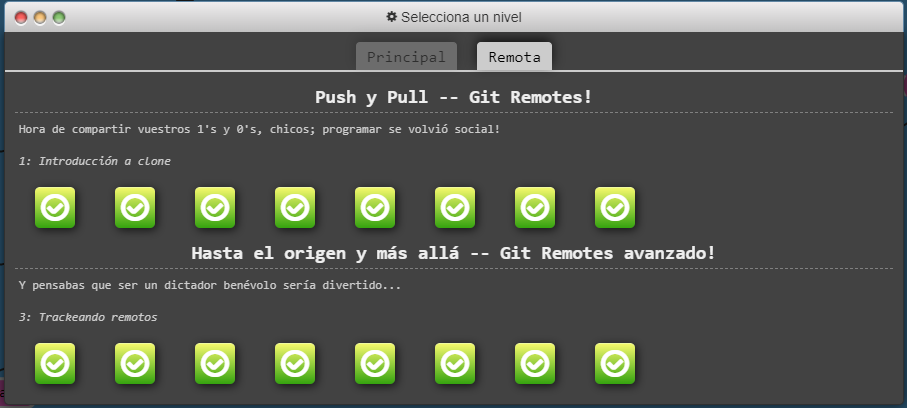 Selecciona un nivel
Principal Remota
Push y Pull -- Git Remotes!
Hora de compartir vuestros 1's y 0's, chicos; programar se volvió social!
1: Introducción a clone
Hasta el origen y más allá -- Git Remotes avanzado!
Y pensabas que ser un dictador benévolo sería divertido...
3: Trackeando remotos